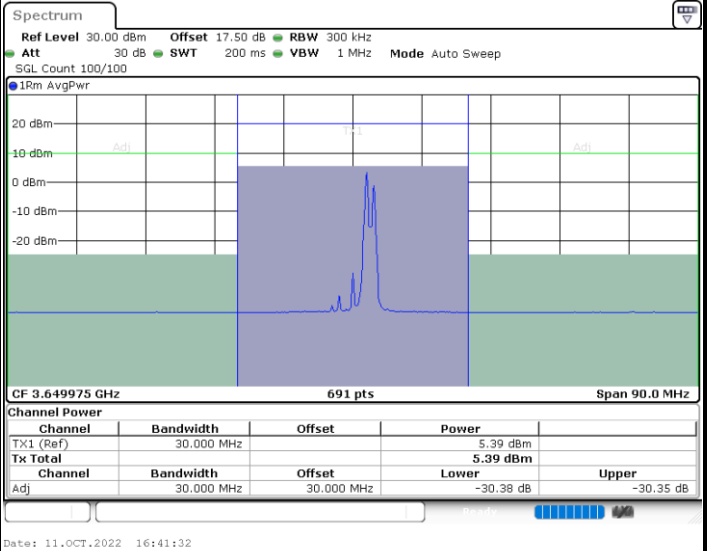 Spectrum
Ref Level 30.00 dBm Offset 17.50 dB RBW 300 kHz
Att 30 dB SWT 200 ms VBW 1 MHz Mode Auto Sweep
SGL Count 100/100
1Rm AvgPwr
20 dBm
TX1
Adj Adj
10 dBm
0 dBm
-10 dBm
-20 dBm
CF 3.649975 GHz 691 pts Span 90.0 MHz
Channel Power
Channel Bandwidth Offset Power
TX1 (Ref) 30.000 MHz 5.39 dBm
Tx Total 5.39 dBm
Channel Bandwidth Offset Lower Upper
Adj 30.000 MHz 30.000 MHz -30.38 dB -30.35 dB
Ready
Date: 11.OCT.2022 16:41:32